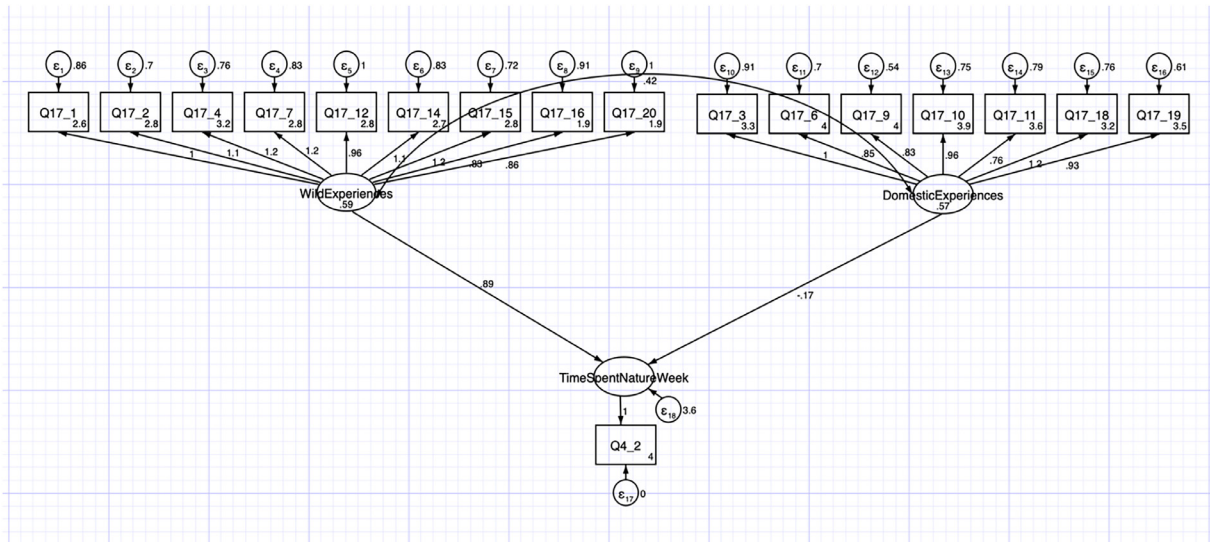 ε1 .86 ε2 .7 ε3 .76 ε4 .83 ε5 1 ε6 .83 ε7 .72 ε8 .91 ε9 1 ε10 .91 ε11 .7 ε12 .54 ε13 .75 ε14 .79 ε15 .76 ε16 .61
.42
Q17_1 Q17_2 Q17_4 Q17_7 Q17_12 Q17_14 Q17_15 Q17_16 Q17_20 Q17_3 Q17_6 Q17_9 Q17_10 Q17_11 Q17_18 Q17_19
2.6 2.8 3.2 2.8 2.8 2.7 2.8 1.9 1.9 3.3 4 4 3.9 3.6 3.2 3.5
1 1.1 1.2 1.2 .96 1.1 1.2 .83 .86 1 .85 .83 .96 .76 1.2 .93
WildExperiences DomesticExperiences
.59 .57
.89 -.17
TimeSpentNatureWeek
1 ε18 3.6
Q4_2
4
ε17 0